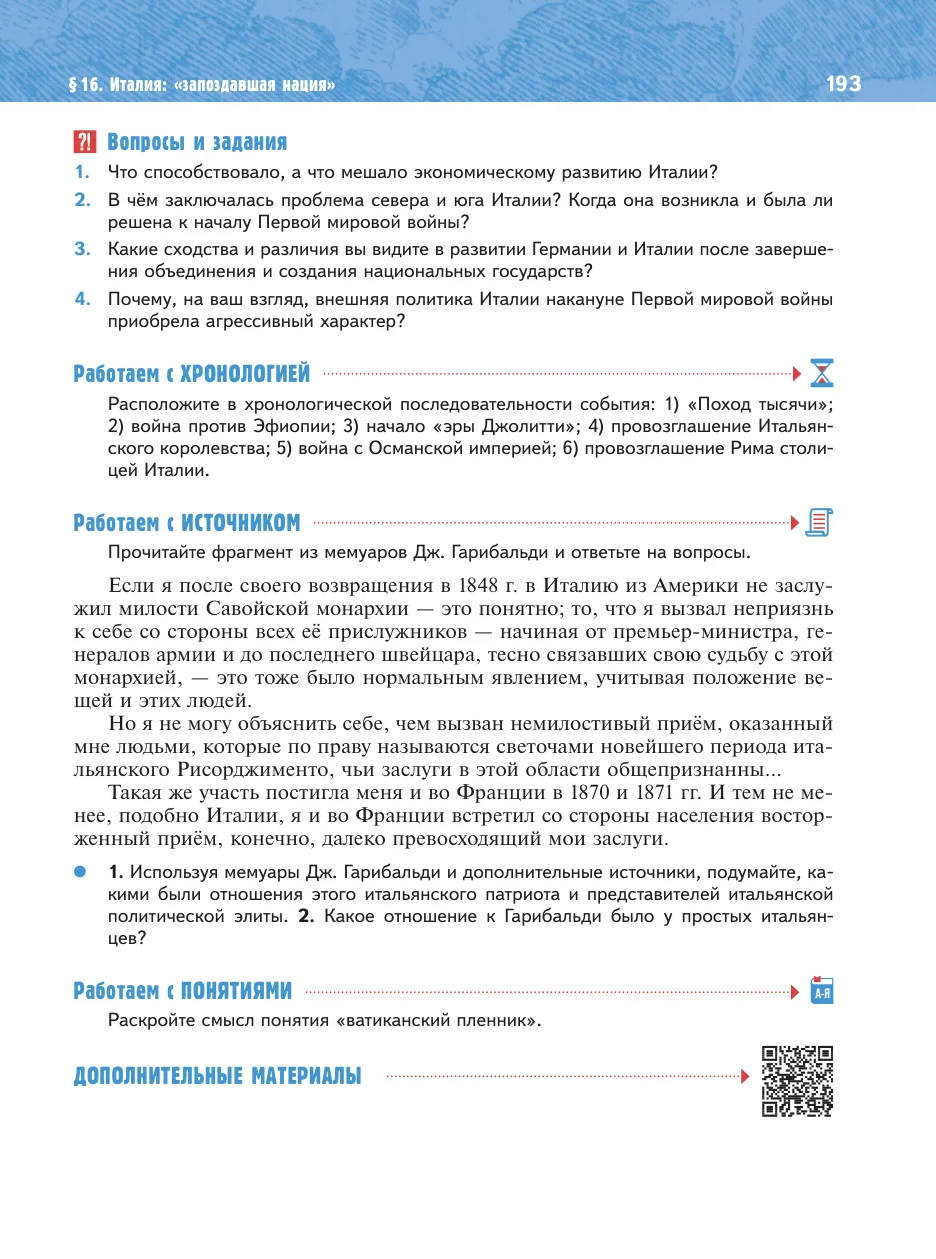 § 16. Италия: «запоздавшая нация»
193
?! Вопросы и задания
1. Что способствовало, а что мешало экономическому развитию Италии?
2. В чём заключалась проблема севера и юга Италии? Когда она возникла и была ли
решена к началу Первой мировой войны?
3. Какие сходства и различия вы видите в развитии Германии и Италии после заверше-
ния объединения и создания национальных государств?
4. Почему, на ваш взгляд, внешняя политика Италии накануне Первой мировой войны
приобрела агрессивный характер?
Работаем с ХРОНОЛОГИЕЙ
Расположите в хронологической последовательности события: 1) «Поход тысячи»;
2) война против Эфиопии; 3) начало «эры Джолитти»; 4) провозглашение Итальян-
ского королевства; 5) война с Османской империей; 6) провозглашение Рима столи-
цей Италии.
Работаем с ИСТОЧНИКОМ
Прочитайте фрагмент из мемуаров Дж. Гарибальди и ответьте на вопросы.
Если я после своего возвращения в 1848 г. в Италию из Америки не заслу-
жил милости Савойской монархии — это понятно; то, что я вызвал неприязнь
к себе со стороны всех её прислужников — начиная от премьер-министра, ге-
нералов армии и до последнего швейцара, тесно связавших свою судьбу с этой
монархией, — это тоже было нормальным явлением, учитывая положение ве-
щей и этих людей.
Но я не могу объяснить себе, чем вызван немилостивый приём, оказанный
мне людьми, которые по праву называются светочами новейшего периода ита-
льянского Рисорджименто, чьи заслуги в этой области общепризнанны...
Такая же участь постигла меня и во Франции в 1870 и 1871 гг. И тем не ме-
нее, подобно Италии, я и во Франции встретил со стороны населения востор-
женный приём, конечно, далеко превосходящий мои заслуги.
● 1. Используя мемуары Дж. Гарибальди и дополнительные источники, подумайте, ка-
кими были отношения этого итальянского патриота и представителей итальянской
политической элиты. 2. Какое отношение к Гарибальди было у простых итальян-
цев?
Работаем с ПОНЯТИЯМИ
А-Я
Раскройте смысл понятия «ватиканский пленник».
ДОПОЛНИТЕЛЬНЫЕ МАТЕРИАЛЫ